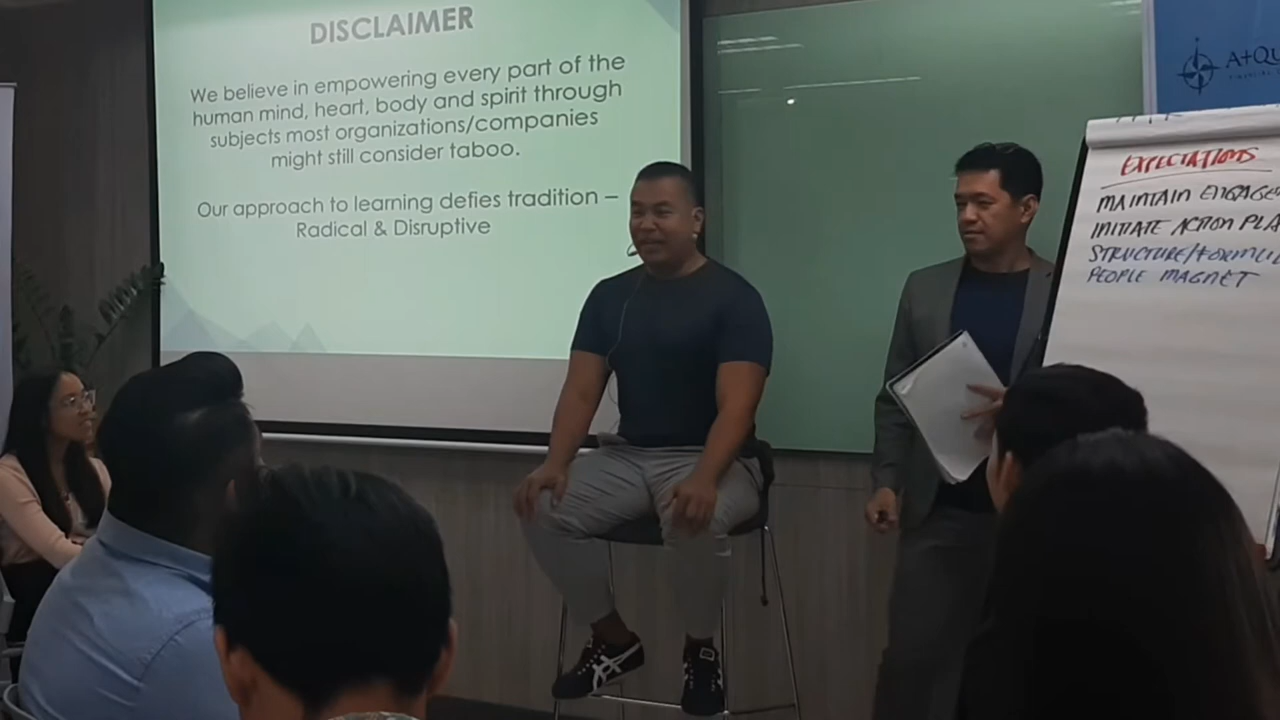 DISCLAIMER
We believe in empowering every part of the
human mind, heart, body and spirit through
subjects most organizations/companies
might still consider taboo.
Our approach to learning defies tradition –
Radical & Disruptive
EXPECTATIONS
MAINTAIN
INITIATE ACTION
PEOPLE MAGNET